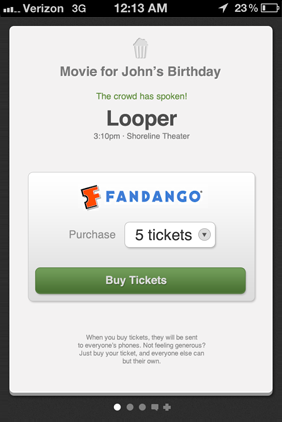 Verizon 3G 12:13 AM 23%
Movie for John's Birthday
The crowd has spoken!
Looper
3:10pm · Shoreline Theater
FANDANGO
Purchase 5 tickets
Buy Tickets
When you buy tickets, they will be sent
to everyone's phones. Not feeling generous?
Just buy your ticket, and everyone else can
but their own.